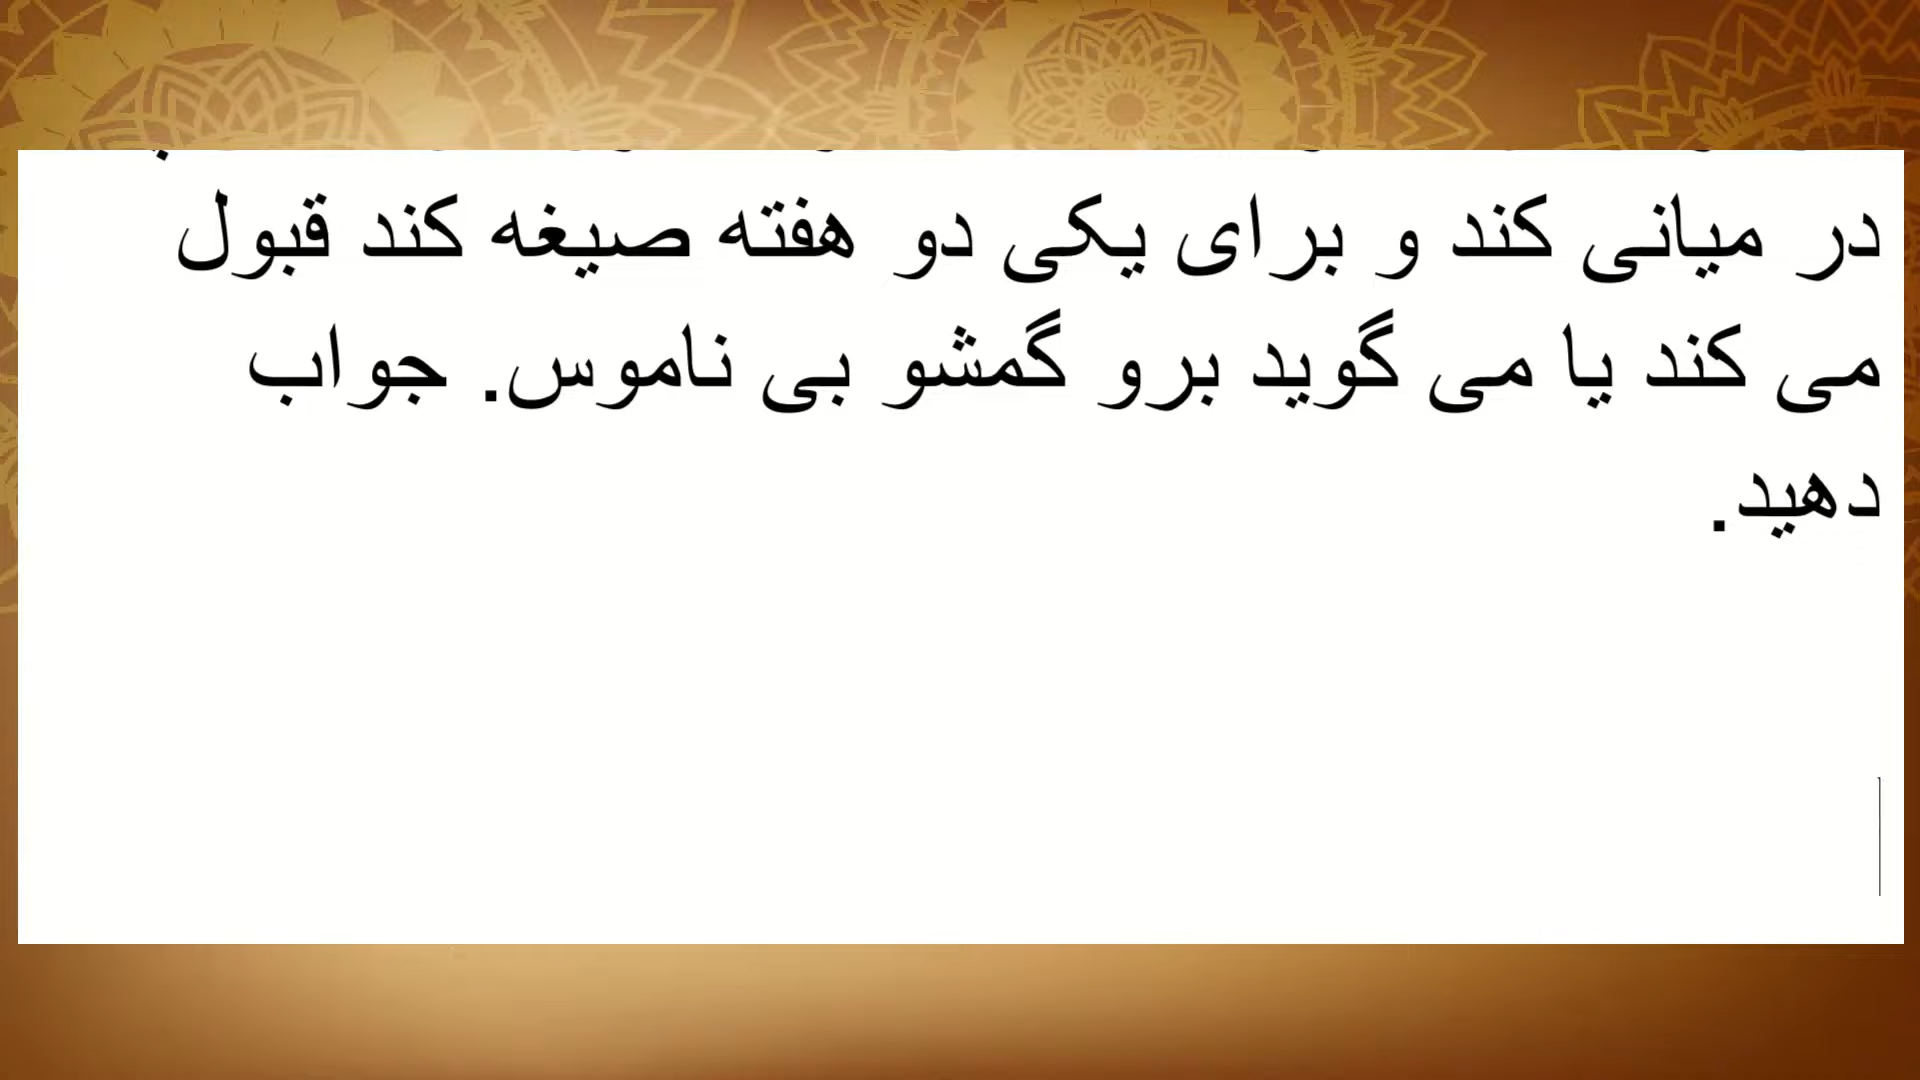 در میانی کند و برای یکی دو هفته صیغه کند قبول
می کند یا می گوید برو گمشو بی ناموس. جواب
دهید.